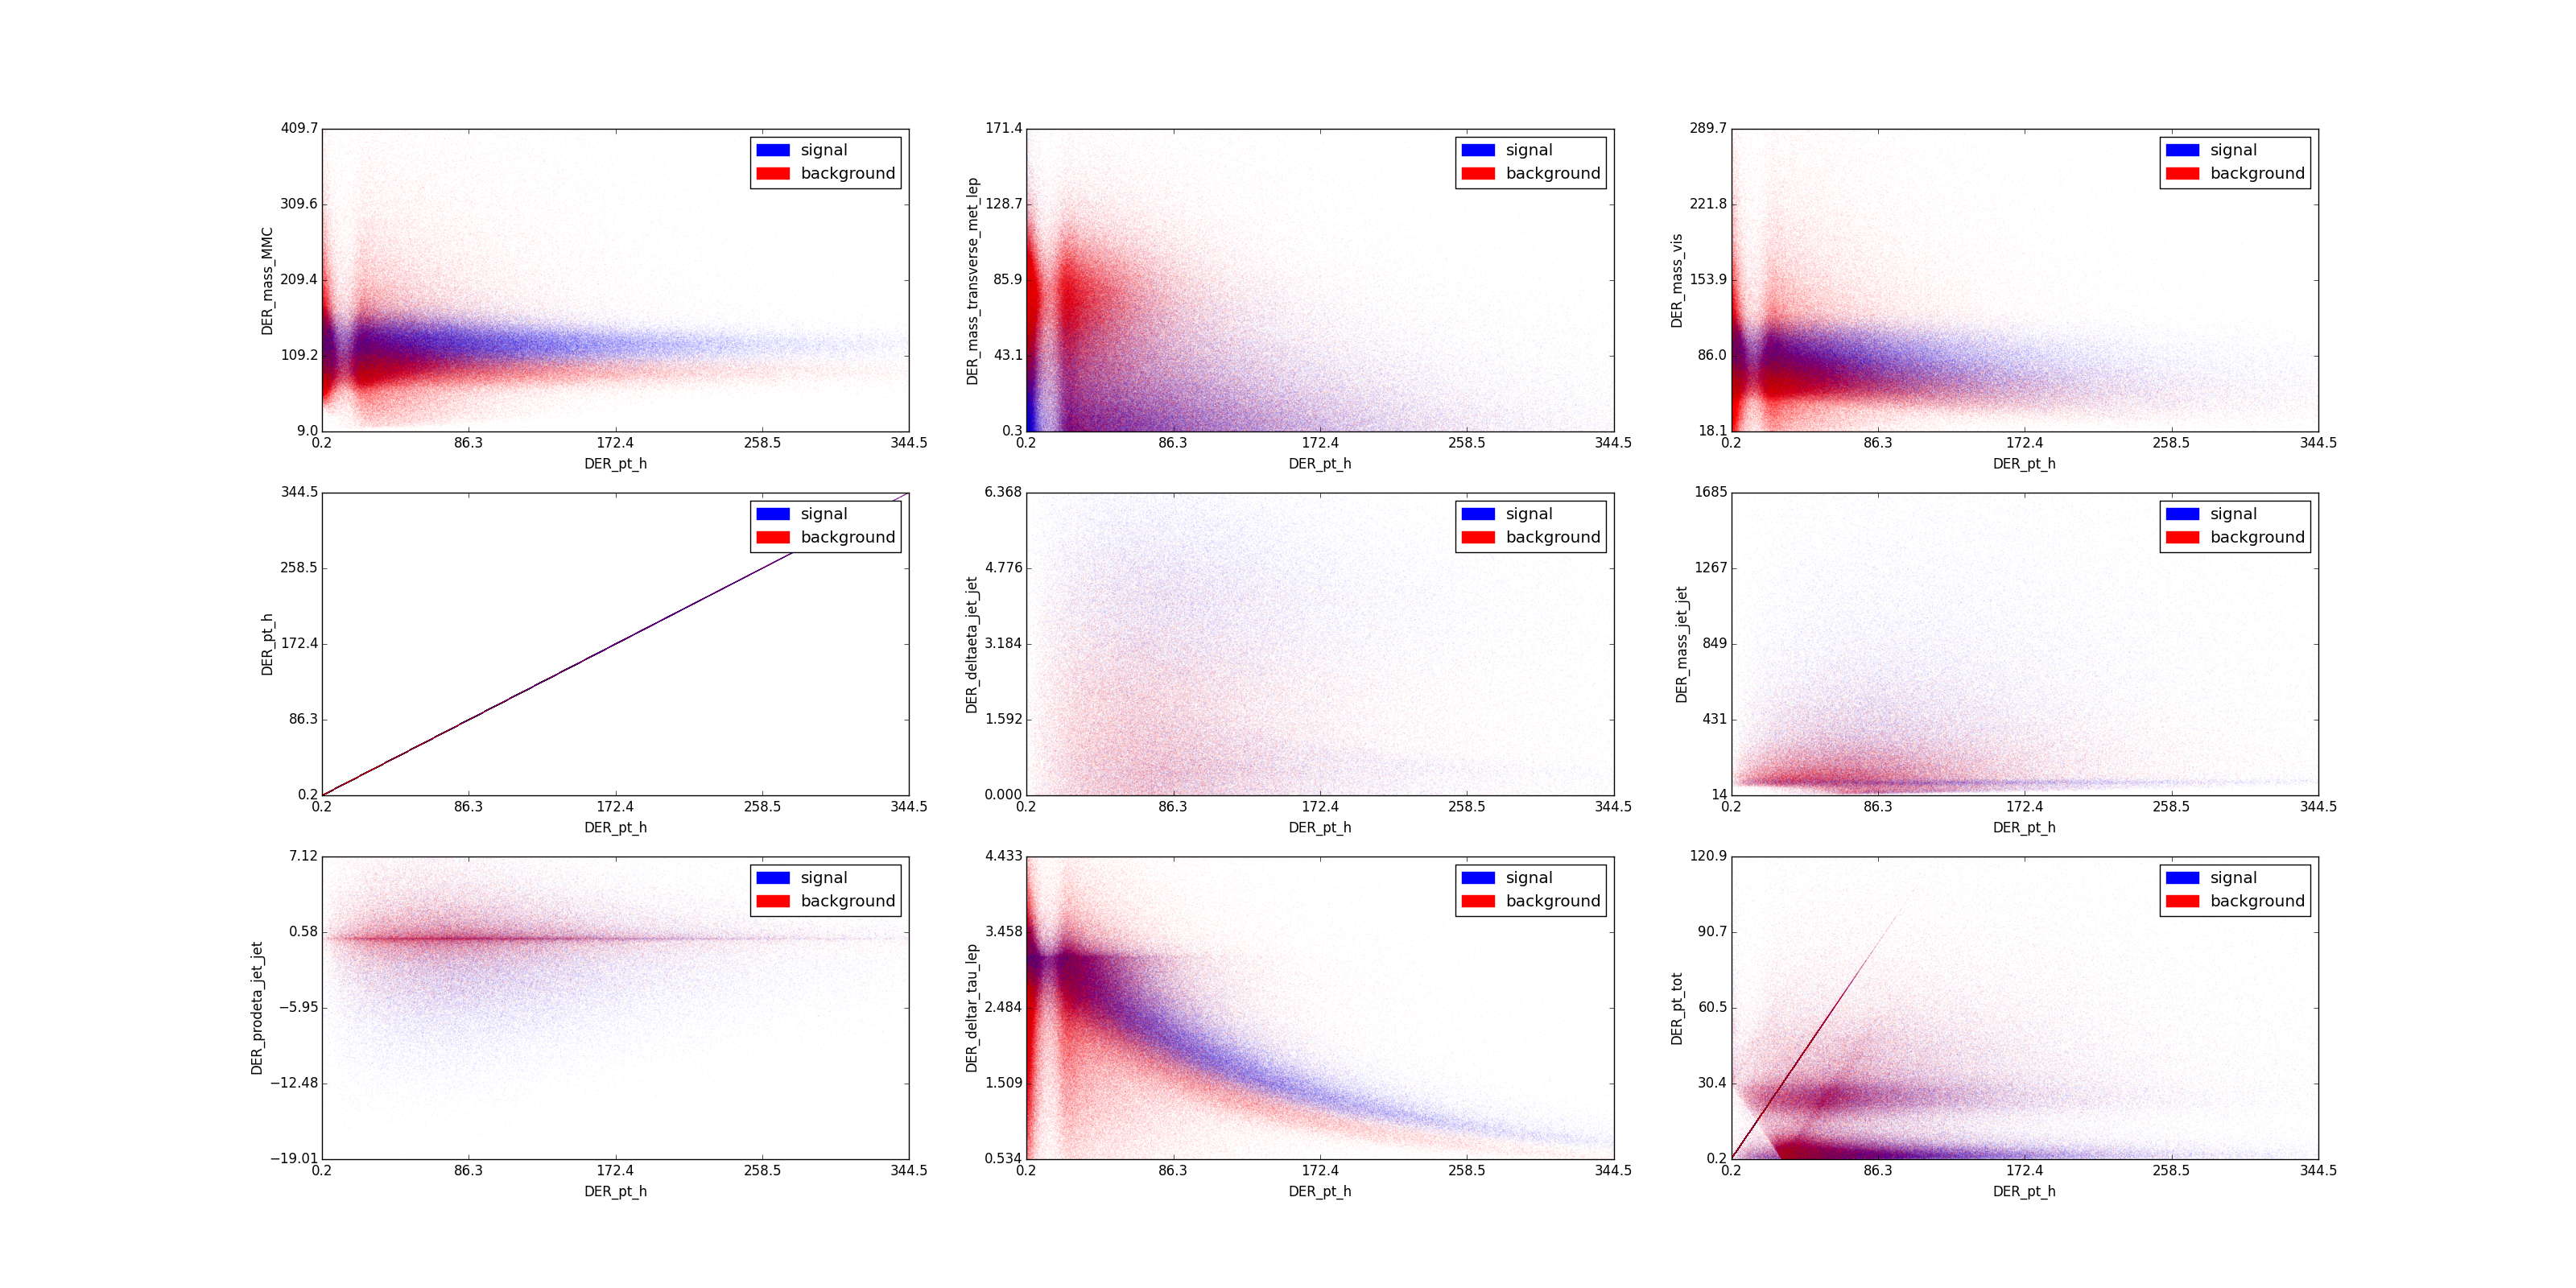 409.7
309.6
209.4
109.2
9.0
DER_mass_MMC
signal
background
0.2 86.3 172.4 258.5 344.5
DER_pt_h
171.4
128.7
85.9
43.1
0.3
DER_mass_transverse_met_lep
signal
background
0.2 86.3 172.4 258.5 344.5
DER_pt_h
289.7
221.8
153.9
86.0
18.1
DER_mass_vis
signal
background
0.2 86.3 172.4 258.5 344.5
DER_pt_h
344.5
258.5
172.4
86.3
0.2
DER_pt_h
signal
background
0.2 86.3 172.4 258.5 344.5
DER_pt_h
6.368
4.776
3.184
1.592
0.000
DER_deltaeta_jet_jet
signal
background
0.2 86.3 172.4 258.5 344.5
DER_pt_h
1685
1267
849
431
14
DER_mass_jet_jet
signal
background
0.2 86.3 172.4 258.5 344.5
DER_pt_h
7.12
0.58
−5.95
−12.48
−19.01
DER_prodeta_jet_jet
signal
background
0.2 86.3 172.4 258.5 344.5
DER_pt_h
4.433
3.458
2.484
1.509
0.534
DER_deltar_tau_lep
signal
background
0.2 86.3 172.4 258.5 344.5
DER_pt_h
120.9
90.7
60.5
30.4
0.2
DER_pt_tot
signal
background
0.2 86.3 172.4 258.5 344.5
DER_pt_h